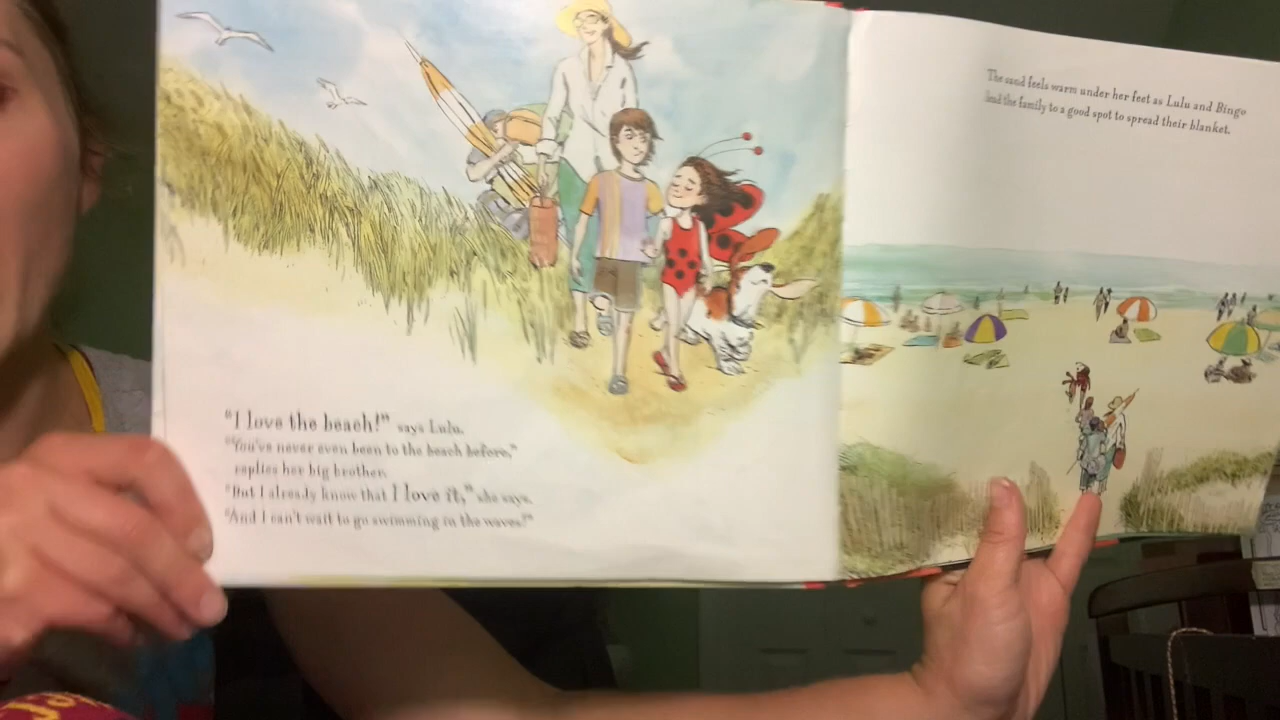 "I love the beach!" says Lulu.
"You've never even been to the beach before,"
replies her big brother.
"But I already know that I love it," she says.
"And I can't wait to go swimming in the waves!"
The sand feels warm under her feet as Lulu and Bingo
lead the family to a good spot to spread their blanket.